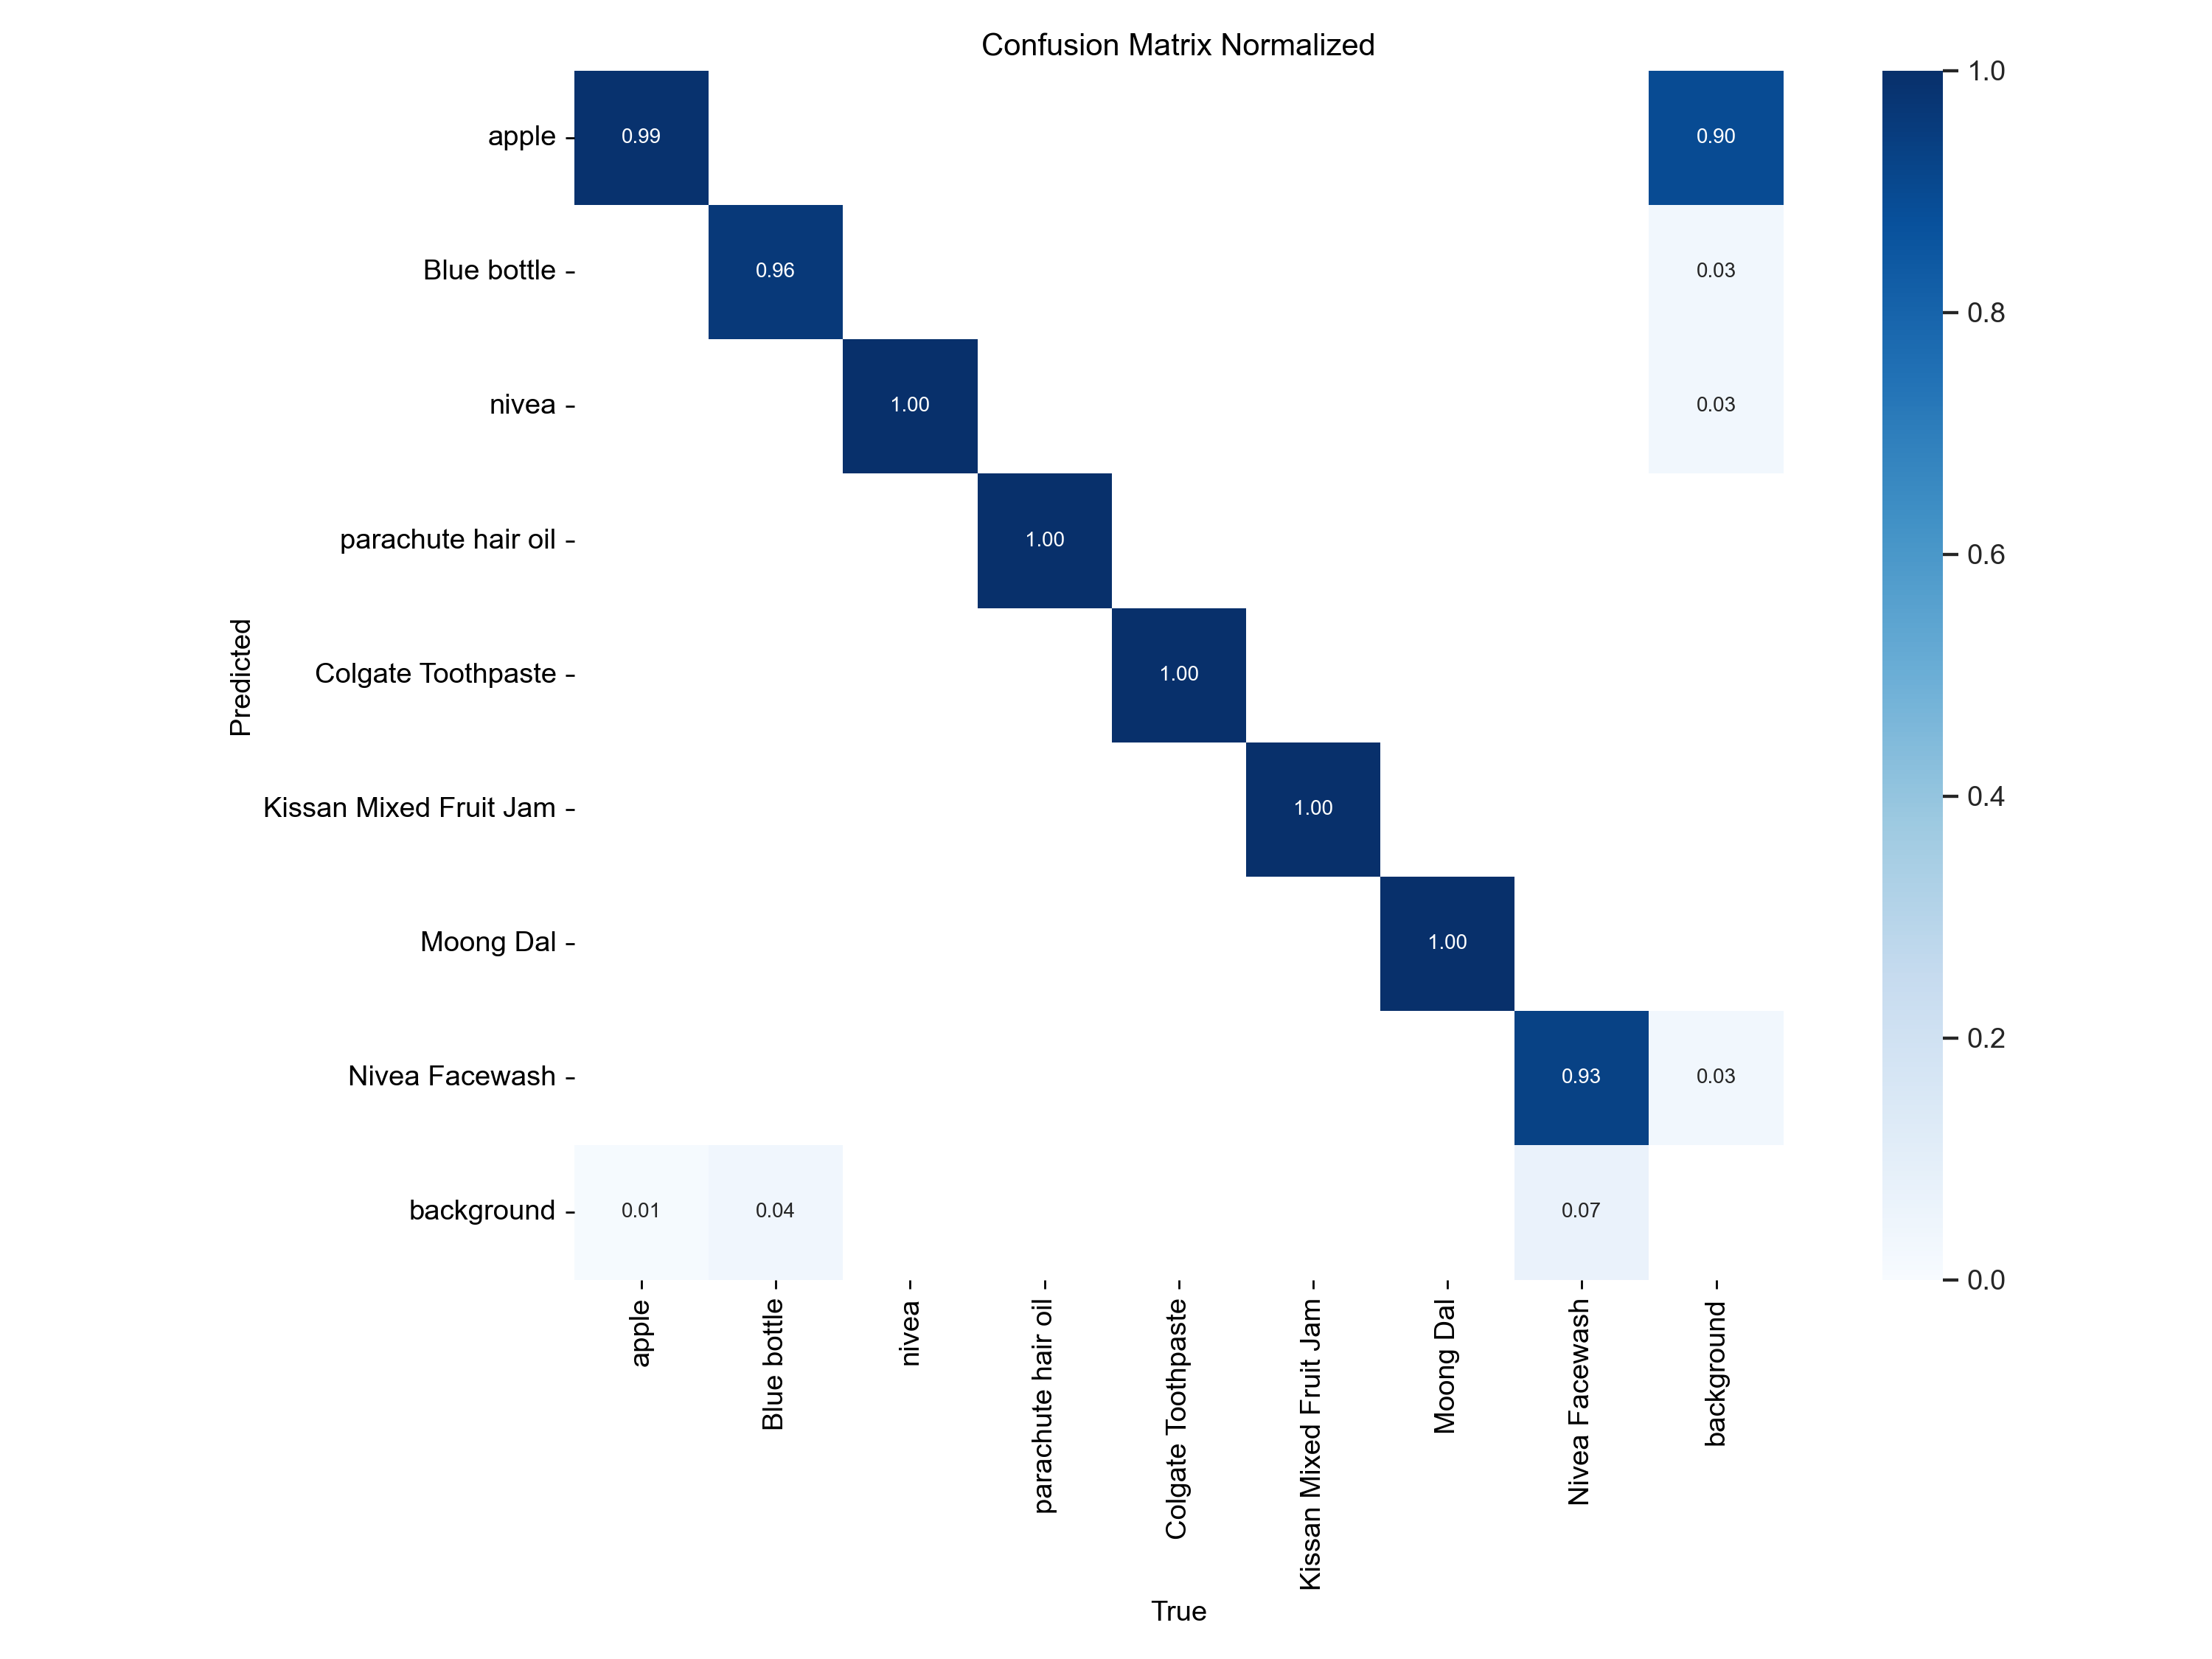 Confusion Matrix Normalized
apple
0.99
0.90
1.0
Blue bottle
0.96
0.03
0.8
nivea
1.00
0.03
parachute hair oil
1.00
0.6
Predicted
Colgate Toothpaste
1.00
Kissan Mixed Fruit Jam
1.00
0.4
Moong Dal
1.00
0.2
Nivea Facewash
0.93
0.03
background
0.01
0.04
0.07
0.0
apple
Blue bottle
nivea
parachute hair oil
Colgate Toothpaste
Kissan Mixed Fruit Jam
Moong Dal
Nivea Facewash
background
True